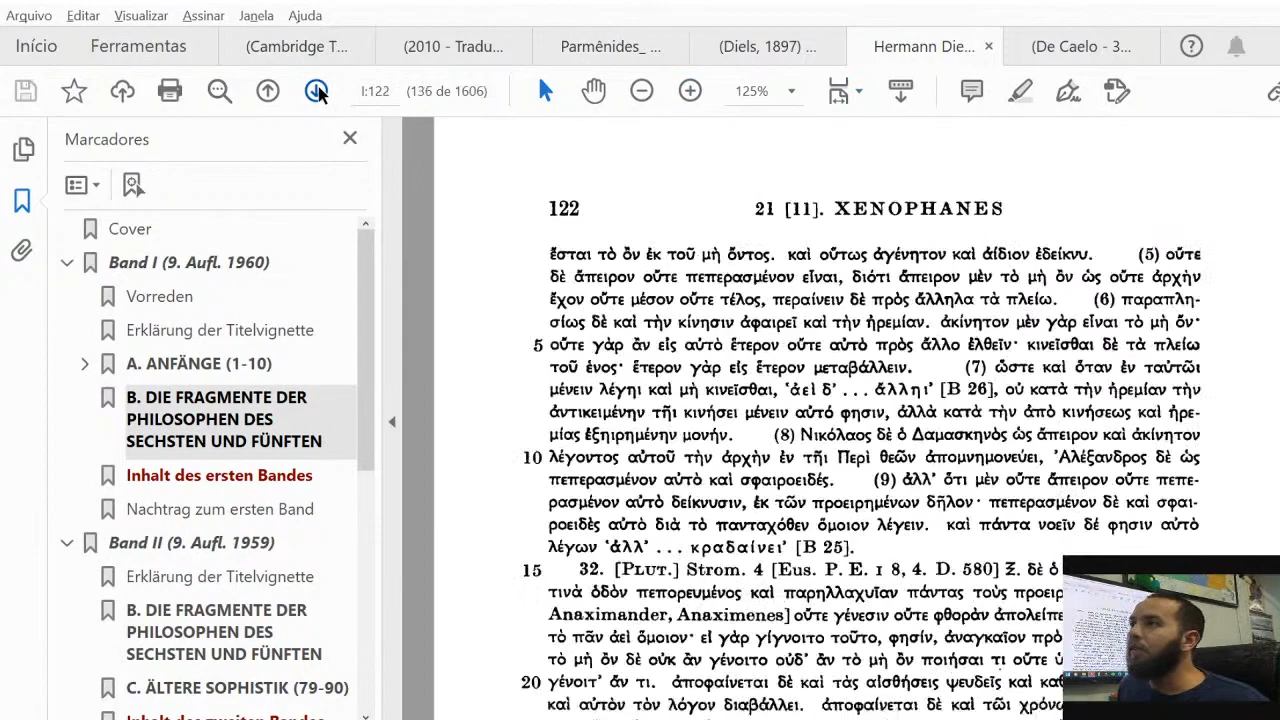 Arquivo Editar Visualizar Assinar Janela Ajuda
Início Ferramentas (Cambridge T... (2010 - Tradu... Parmênides_ ... (Diels, 1897) ... Hermann Die... × (De Caelo - 3...
I:122 (136 de 1606) 125%
Marcadores
Cover
Band I (9. Aufl. 1960)
Vorreden
Erklärung der Titelvignette
A. ANFÄNGE (1-10)
B. DIE FRAGMENTE DER
PHILOSOPHEN DES
SECHSTEN UND FÜNFTEN
Inhalt des ersten Bandes
Nachtrag zum ersten Band
Band II (9. Aufl. 1959)
Erklärung der Titelvignette
B. DIE FRAGMENTE DER
PHILOSOPHEN DES
SECHSTEN UND FÜNFTEN
C. ÄLTERE SOPHISTIK (79-90)
Inhalt des zweiten Bandes
122 21 [11]. XENOPHANES
ἔσται τὸ ὂν ἐκ τοῦ μὴ ὄντος. καὶ οὕτως ἀγένητον καὶ ἀίδιον ἐδείκνυ. (5) οὔτε
δὲ ἄπειρον οὔτε πεπερασμένον εἶναι, διότι ἄπειρον μὲν τὸ μὴ ὂν ὡς οὔτε ἀρχὴν
ἔχον οὔτε μέσον οὔτε τέλος, περαίνειν δὲ πρὸς ἄλληλα τὰ πλείω. (6) παραπλη-
σίως δὲ καὶ τὴν κίνησιν ἀφαιρεῖ καὶ τὴν ἠρεμίαν. ἀκίνητον μὲν γὰρ εἶναι τὸ μὴ ὄν·
5 οὔτε γὰρ ἂν εἰς αὐτὸ ἕτερον οὔτε αὐτὸ πρὸς ἄλλο ἐλθεῖν· κινεῖσθαι δὲ τὰ πλείω
τοῦ ἑνός· ἕτερον γὰρ εἰς ἕτερον μεταβάλλειν. (7) ὥστε καὶ ὅταν ἐν ταὐτῶι
μένειν λέγηι καὶ μὴ κινεῖσθαι, ‘ἀεὶ δ’ ... ἄλληι’ [B 26], οὐ κατὰ τὴν ἠρεμίαν τὴν
ἀντικειμένην τῆι κινήσει μένειν αὐτό φησιν, ἀλλὰ κατὰ τὴν ἀπὸ κινήσεως καὶ ἠρε-
μίας ἐξηιρημένην μονήν. (8) Νικόλαος δὲ ὁ Δαμασκηνὸς ὡς ἄπειρον καὶ ἀκίνητον
10 λέγοντος αὐτοῦ τὴν ἀρχὴν ἐν τῆι Περὶ θεῶν ἀπομνημονεύει, Ἀλέξανδρος δὲ ὡς
πεπερασμένον αὐτὸ καὶ σφαιροειδές. (9) ἀλλ’ ὅτι μὲν οὔτε ἄπειρον οὔτε πεπε-
ρασμένον αὐτὸ δείκνυσιν, ἐκ τῶν προειρημένων δῆλον· πεπερασμένον δὲ καὶ σφαι-
ροειδὲς αὐτὸ διὰ τὸ πανταχόθεν ὅμοιον λέγειν. καὶ πάντα νοεῖν δέ φησιν αὐτὸ
λέγων ‘ἀλλ’ ... κραδαίνει’ [B 25].
15 32. [PLUT.] Strom. 4 [Eus. P. E. I 8, 4. D. 580] Ξ. δὲ ὁ
τινὰ ὁδὸν πεπορευμένος καὶ παρηλλαχυῖαν πάντας τοὺς προειρ
Anaximander, Anaximenes] οὔτε γένεσιν οὔτε φθορὰν ἀπολείπε
τὸ πᾶν ἀεὶ ὅμοιον· εἰ γὰρ γίγνοιτο τοῦτο, φησίν, ἀναγκαῖον πρὸ
τὸ μὴ ὂν δὲ οὐκ ἂν γένοιτο οὐδ’ ἂν τὸ μὴ ὂν ποιήσαι τι οὔτε ὑ
20 γένοιτ’ ἄν τι. ἀποφαίνεται δὲ καὶ τὰς αἰσθήσεις ψευδεῖς καὶ κα
καὶ αὐτὸν τὸν λόγον διαβάλλει. ἀποφαίνεται δὲ καὶ τῶι χρόν